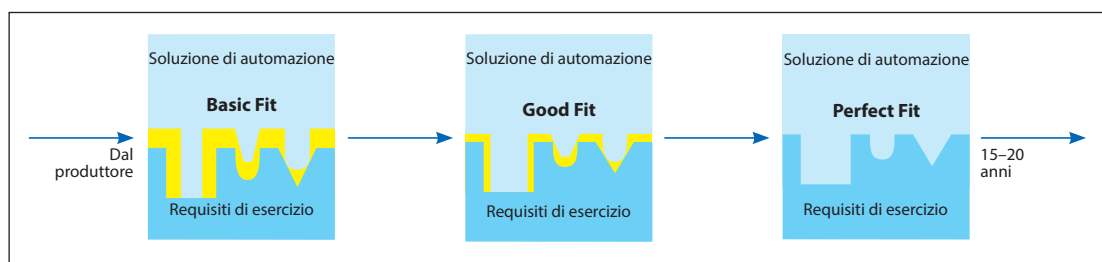 Dal
produttore
Soluzione di automazione
Basic Fit
Requisiti di esercizio
Soluzione di automazione
Good Fit
Requisiti di esercizio
Soluzione di automazione
Perfect Fit
Requisiti di esercizio
15–20
anni